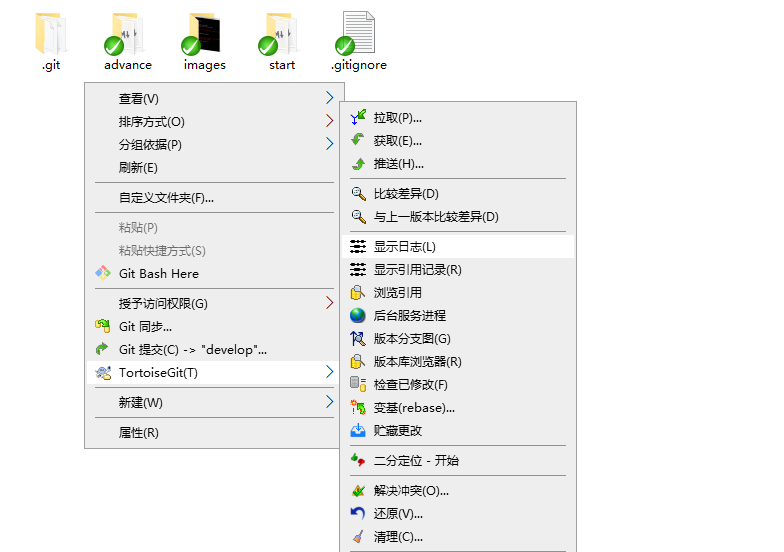 .git
advance
images
start
.gitignore
查看(V)
排序方式(O)
分组依据(P)
刷新(E)
自定义文件夹(F)...
粘贴(P)
粘贴快捷方式(S)
Git Bash Here
授予访问权限(G)
Git 同步...
Git 提交(C) -> "develop"...
TortoiseGit(T)
新建(W)
属性(R)
拉取(P)...
获取(E)...
推送(H)...
比较差异(D)
与上一版本比较差异(D)
显示日志(L)
显示引用记录(R)
浏览引用
后台服务进程
版本分支图(G)
版本库浏览器(R)
检查已修改(F)
变基(rebase)...
贮藏更改
二分定位 - 开始
解决冲突(O)...
还原(V)...
清理(C)...